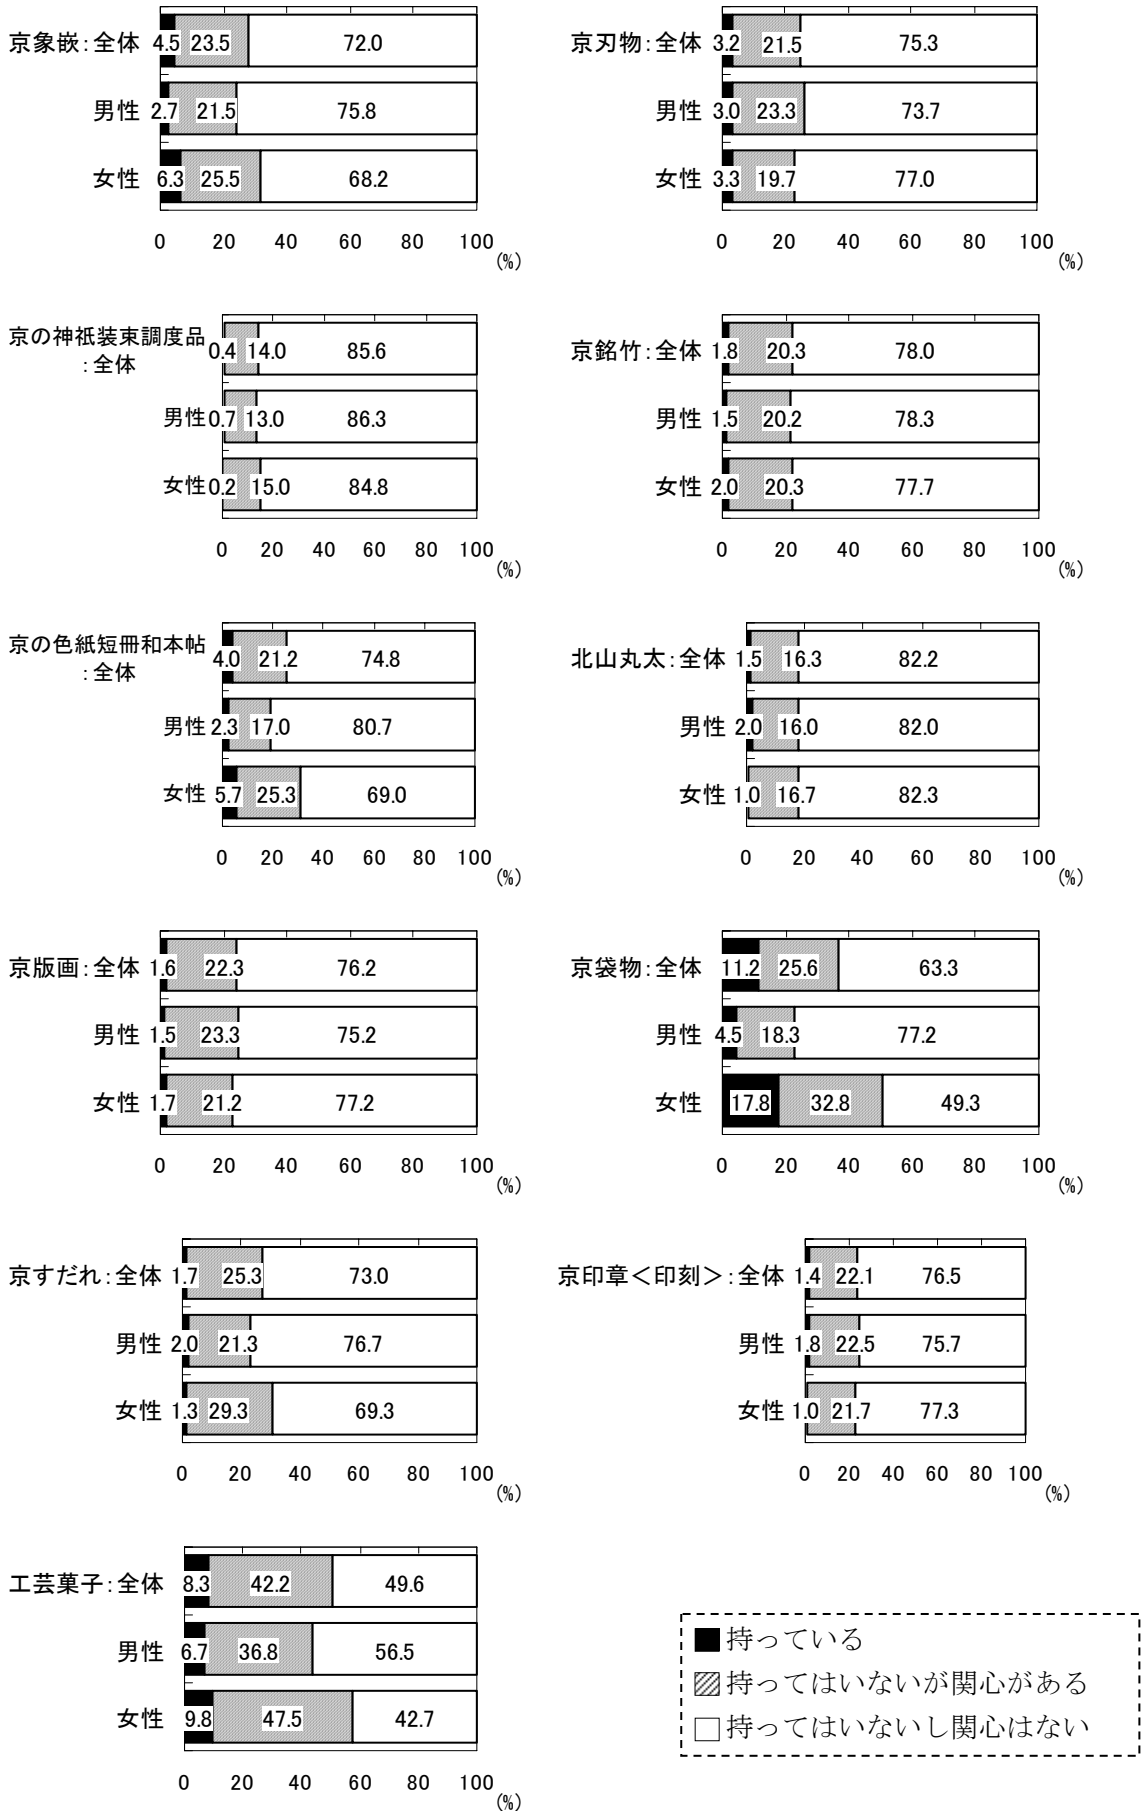 京象嵌：全体 4.5 23.5 72.0
男性 2.7 21.5 75.8
女性 6.3 25.5 68.2
0 20 40 60 80 100
(%)
京刃物：全体 3.2 21.5 75.3
男性 3.0 23.3 73.7
女性 3.3 19.7 77.0
0 20 40 60 80 100
(%)
京の神祇装束調度品
：全体 0.4 14.0 85.6
男性 0.7 13.0 86.3
女性 0.2 15.0 84.8
0 20 40 60 80 100
(%)
京銘竹：全体 1.8 20.3 78.0
男性 1.5 20.2 78.3
女性 2.0 20.3 77.7
0 20 40 60 80 100
(%)
京の色紙短冊和本帖
：全体 4.0 21.2 74.8
男性 2.3 17.0 80.7
女性 5.7 25.3 69.0
0 20 40 60 80 100
(%)
北山丸太：全体 1.5 16.3 82.2
男性 2.0 16.0 82.0
女性 1.0 16.7 82.3
0 20 40 60 80 100
(%)
京版画：全体 1.6 22.3 76.2
男性 1.5 23.3 75.2
女性 1.7 21.2 77.2
0 20 40 60 80 100
(%)
京袋物：全体 11.2 25.6 63.3
男性 4.5 18.3 77.2
女性 17.8 32.8 49.3
0 20 40 60 80 100
(%)
京すだれ：全体 1.7 25.3 73.0
男性 2.0 21.3 76.7
女性 1.3 29.3 69.3
0 20 40 60 80 100
(%)
京印章＜印刻＞：全体 1.4 22.1 76.5
男性 1.8 22.5 75.7
女性 1.0 21.7 77.3
0 20 40 60 80 100
(%)
工芸菓子：全体 8.3 42.2 49.6
男性 6.7 36.8 56.5
女性 9.8 47.5 42.7
0 20 40 60 80 100
(%)
持っている
持ってはいないが関心がある
持ってはいないし関心はない